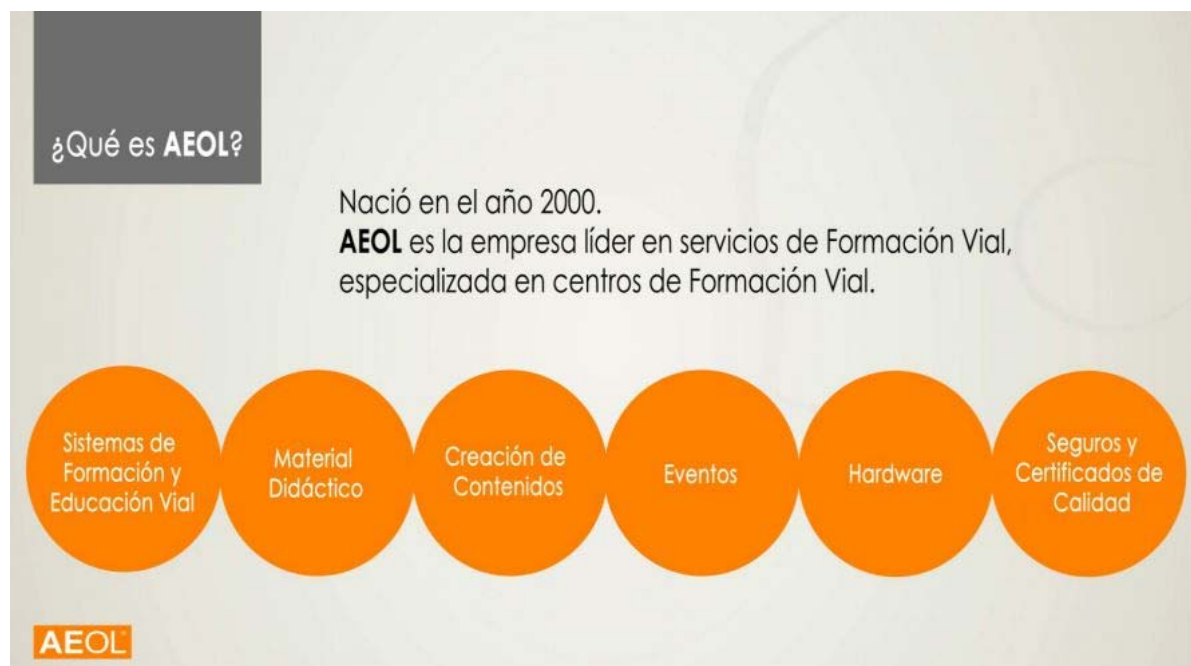 ¿Qué es AEOL?
Nació en el año 2000.
AEOL es la empresa líder en servicios de Formación Vial,
especializada en centros de Formación Vial.
Sistemas de
Formación y
Educación Vial
Material
Didáctico
Creación de
Contenidos
Eventos
Hardware
Seguros y
Certificados de
Calidad
AEOL